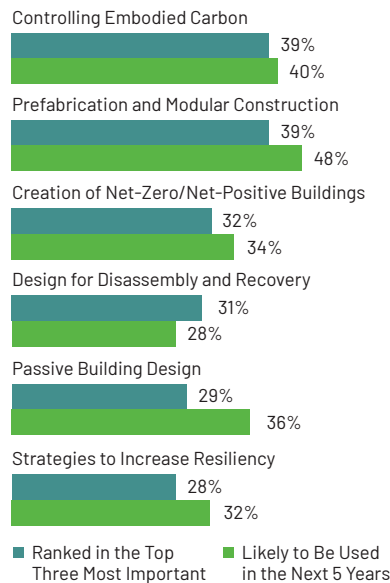 Controlling Embodied Carbon
39%
40%
Prefabrication and Modular Construction
39%
48%
Creation of Net-Zero/Net-Positive Buildings
32%
34%
Design for Disassembly and Recovery
31%
28%
Passive Building Design
29%
36%
Strategies to Increase Resiliency
28%
32%
Ranked in the Top
Three Most Important
Likely to Be Used
in the Next 5 Years